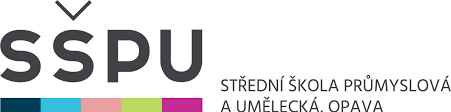 SŠPU
STŘEDNÍ ŠKOLA PRŮMYSLOVÁ
A UMĚLECKÁ, OPAVA